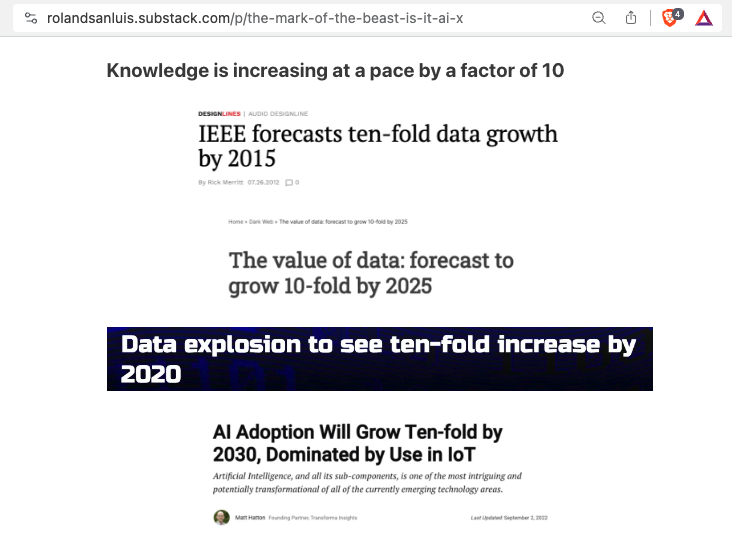 rolandsanluis.substack.com/p/the-mark-of-the-beast-is-it-ai-x
4
Knowledge is increasing at a pace by a factor of 10
DESIGNLINES | AUDIO DESIGNLINE
IEEE forecasts ten-fold data growth
by 2015
By Rick Merritt 07.26.2012 0
Home » Dark Web » The value of data: forecast to grow 10-fold by 2025
The value of data: forecast to
grow 10-fold by 2025
Data explosion to see ten-fold increase by
2020
AI Adoption Will Grow Ten-fold by
2030, Dominated by Use in IoT
Artificial Intelligence, and all its sub-components, is one of the most intriguing and
potentially transformational of all of the currently emerging technology areas.
Matt Hatton Founding Partner, Transforma Insights
Last Updated September 2, 2022